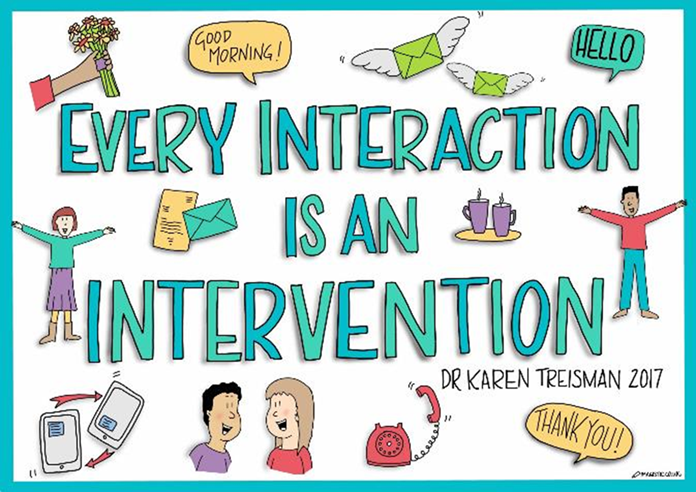 GOOD
MORNING!
HELLO
EVERY INTERACTION
IS AN
INTERVENTION
DR KAREN TREISMAN 2017
THANK YOU!